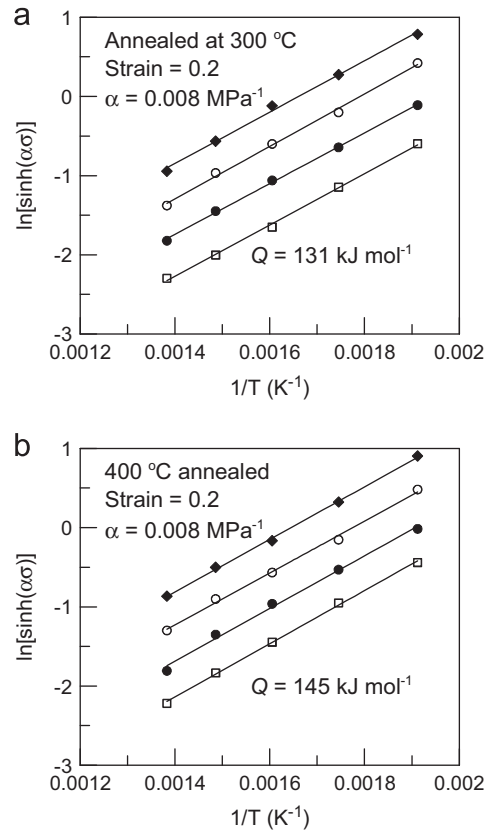 a
1
0
-1
-2
-3
ln[sinh(ασ)]
Annealed at 300 °C
Strain = 0.2
α = 0.008 MPa⁻¹
Q = 131 kJ mol⁻¹
0.0012 0.0014 0.0016 0.0018 0.002
1/T (K⁻¹)
b
1
0
-1
-2
-3
ln[sinh(ασ)]
400 °C annealed
Strain = 0.2
α = 0.008 MPa⁻¹
Q = 145 kJ mol⁻¹
0.0012 0.0014 0.0016 0.0018 0.002
1/T (K⁻¹)